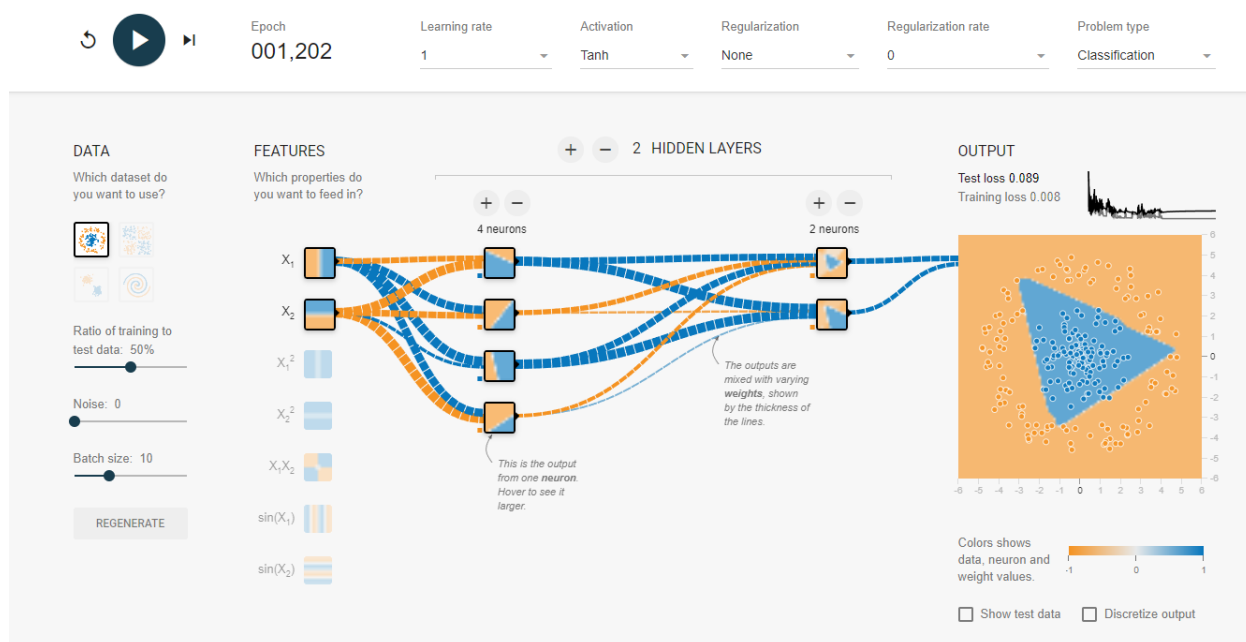 Epoch
001,202
Learning rate
1
Activation
Tanh
Regularization
None
Regularization rate
0
Problem type
Classification
DATA
Which dataset do
you want to use?
Ratio of training to
test data: 50%
Noise: 0
Batch size: 10
REGENERATE
FEATURES
Which properties do
you want to feed in?
X1
X2
X1²
X2²
X1X2
sin(X1)
sin(X2)
+ − 2 HIDDEN LAYERS
+ −
4 neurons
+ −
2 neurons
This is the output
from one neuron.
Hover to see it
larger.
The outputs are
mixed with varying
weights, shown
by the thickness of
the lines.
OUTPUT
Test loss 0.089
Training loss 0.008
6
5
4
3
2
1
0
-1
-2
-3
-4
-5
-6
-6 -5 -4 -3 -2 -1 0 1 2 3 4 5 6
Colors shows
data, neuron and
weight values.
-1 0 1
Show test data
Discretize output